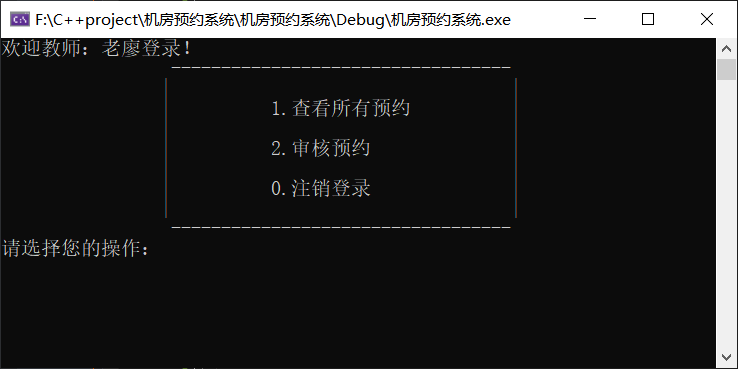 F:\C++project\机房预约系统\机房预约系统\Debug\机房预约系统.exe
欢迎教师：老廖登录！
----------------------------------
1.查看所有预约
2.审核预约
0.注销登录
----------------------------------
请选择您的操作：